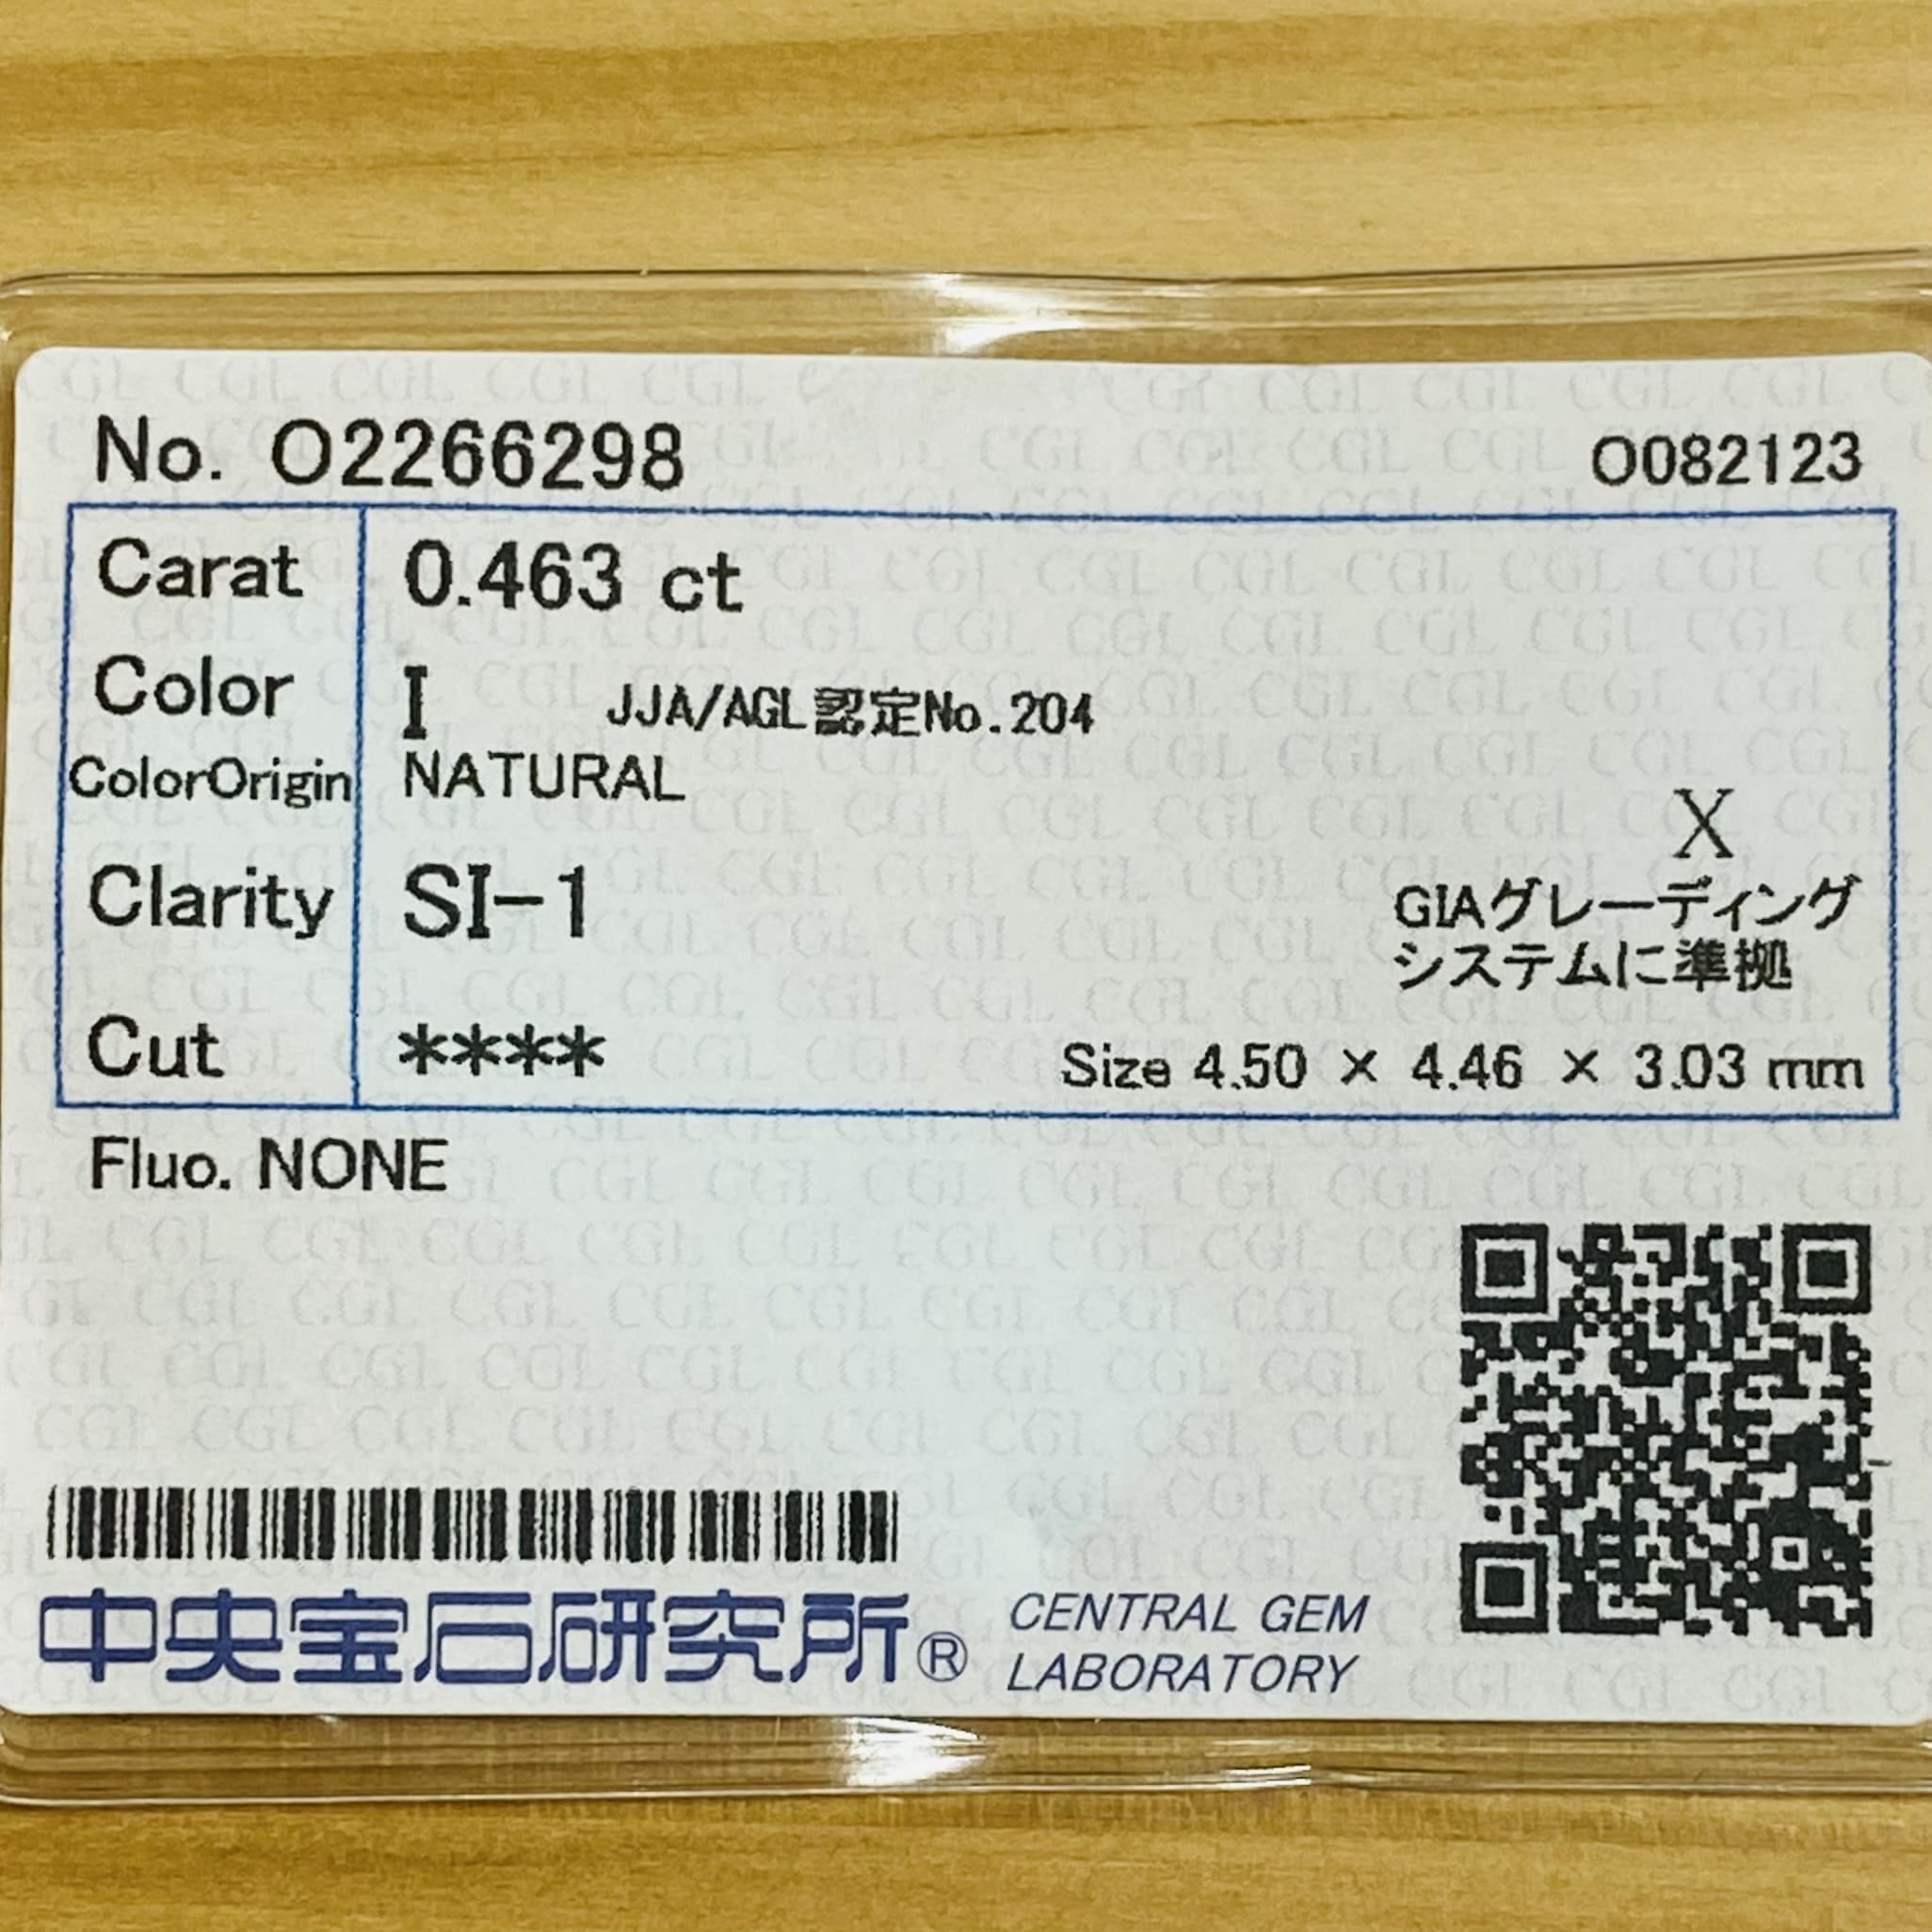 No. O2266298 O082123
Carat 0.463 ct
Color I JJA/AGL認定No.204
ColorOrigin NATURAL
X
Clarity SI-1 GIAグレーディング
システムに準拠
Cut **** Size 4.50 × 4.46 × 3.03 mm
Fluo. NONE
中央宝石研究所® CENTRAL GEM
LABORATORY